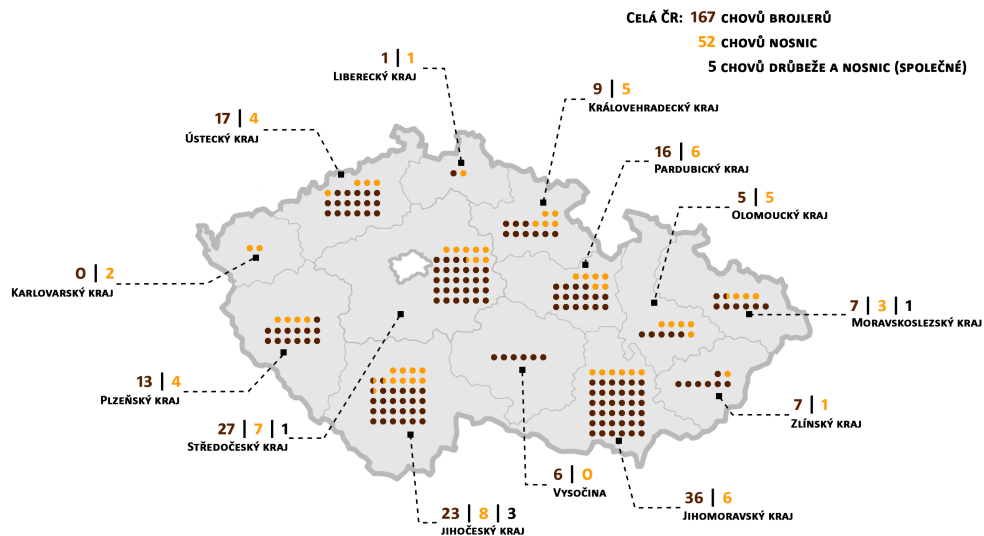 Celá ČR: 167 chovů brojlerů
52 chovů nosnic
5 chovů drůbeže a nosnic (společné)
1 | 1
Liberecký kraj
9 | 5
Královehradecký kraj
17 | 4
Ústecký kraj
16 | 6
Pardubický kraj
5 | 5
Olomoucký kraj
0 | 2
Karlovarský kraj
7 | 3 | 1
Moravskoslezský kraj
13 | 4
Plzeňský kraj
7 | 1
Zlínský kraj
27 | 7 | 1
Středočeský kraj
6 | 0
Vysočina
36 | 6
Jihomoravský kraj
23 | 8 | 3
Jihočeský kraj